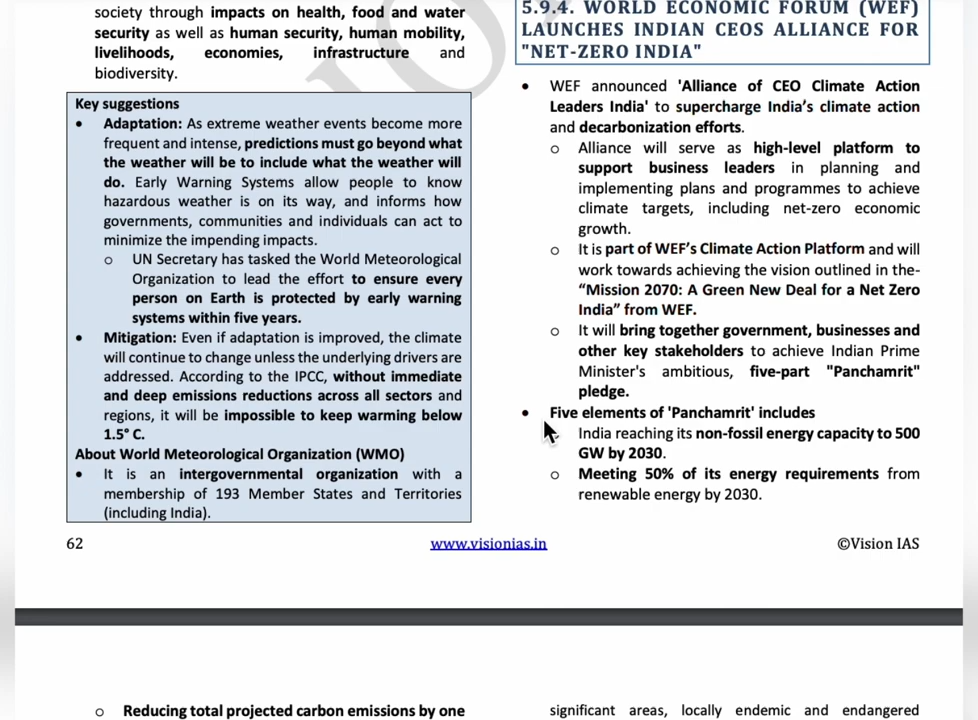 society through impacts on health, food and water
security as well as human security, human mobility,
livelihoods, economies, infrastructure and
biodiversity.
Key suggestions
• Adaptation: As extreme weather events become more
frequent and intense, predictions must go beyond what
the weather will be to include what the weather will
do. Early Warning Systems allow people to know
hazardous weather is on its way, and informs how
governments, communities and individuals can act to
minimize the impending impacts.
o UN Secretary has tasked the World Meteorological
Organization to lead the effort to ensure every
person on Earth is protected by early warning
systems within five years.
• Mitigation: Even if adaptation is improved, the climate
will continue to change unless the underlying drivers are
addressed. According to the IPCC, without immediate
and deep emissions reductions across all sectors and
regions, it will be impossible to keep warming below
1.5° C.
About World Meteorological Organization (WMO)
• It is an intergovernmental organization with a
membership of 193 Member States and Territories
(including India).
5.9.4. WORLD ECONOMIC FORUM (WEF)
LAUNCHES INDIAN CEOS ALLIANCE FOR
"NET-ZERO INDIA"
• WEF announced 'Alliance of CEO Climate Action
Leaders India' to supercharge India's climate action
and decarbonization efforts.
o Alliance will serve as high-level platform to
support business leaders in planning and
implementing plans and programmes to achieve
climate targets, including net-zero economic
growth.
o It is part of WEF's Climate Action Platform and will
work towards achieving the vision outlined in the-
“Mission 2070: A Green New Deal for a Net Zero
India” from WEF.
o It will bring together government, businesses and
other key stakeholders to achieve Indian Prime
Minister's ambitious, five-part "Panchamrit"
pledge.
• Five elements of 'Panchamrit' includes
India reaching its non-fossil energy capacity to 500
GW by 2030.
o Meeting 50% of its energy requirements from
renewable energy by 2030.
62
www.visionias.in
©Vision IAS
o Reducing total projected carbon emissions by one
significant areas, locally endemic and endangered